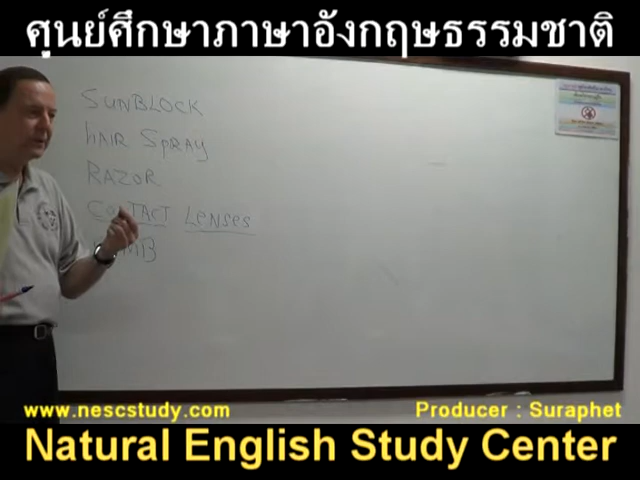 ศูนย์ศึกษาภาษาอังกฤษธรรมชาติ
SUNBLOCK
hAIR SpRAY
RAZOR
CONTACT LeNSeS
www.nescstudy.com
Producer : Suraphet
Natural English Study Center